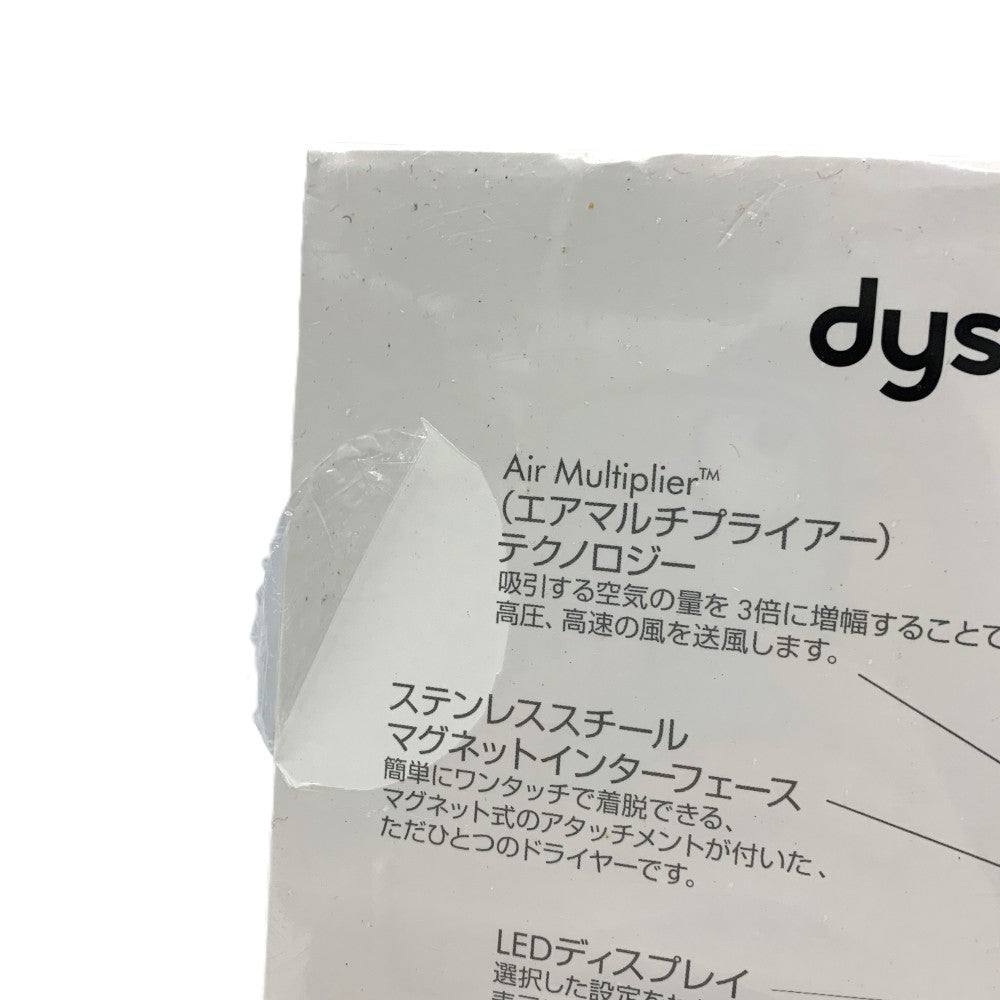 dys
Air Multiplier™
（エアマルチプライアー）
テクノロジー
吸引する空気の量を 3倍に増幅することで
高圧、高速の風を送風します。
ステンレススチール
マグネットインターフェース
簡単にワンタッチで着脱できる、
マグネット式のアタッチメントが付いた、
ただひとつのドライヤーです。
LEDディスプレイ
選択した設定を